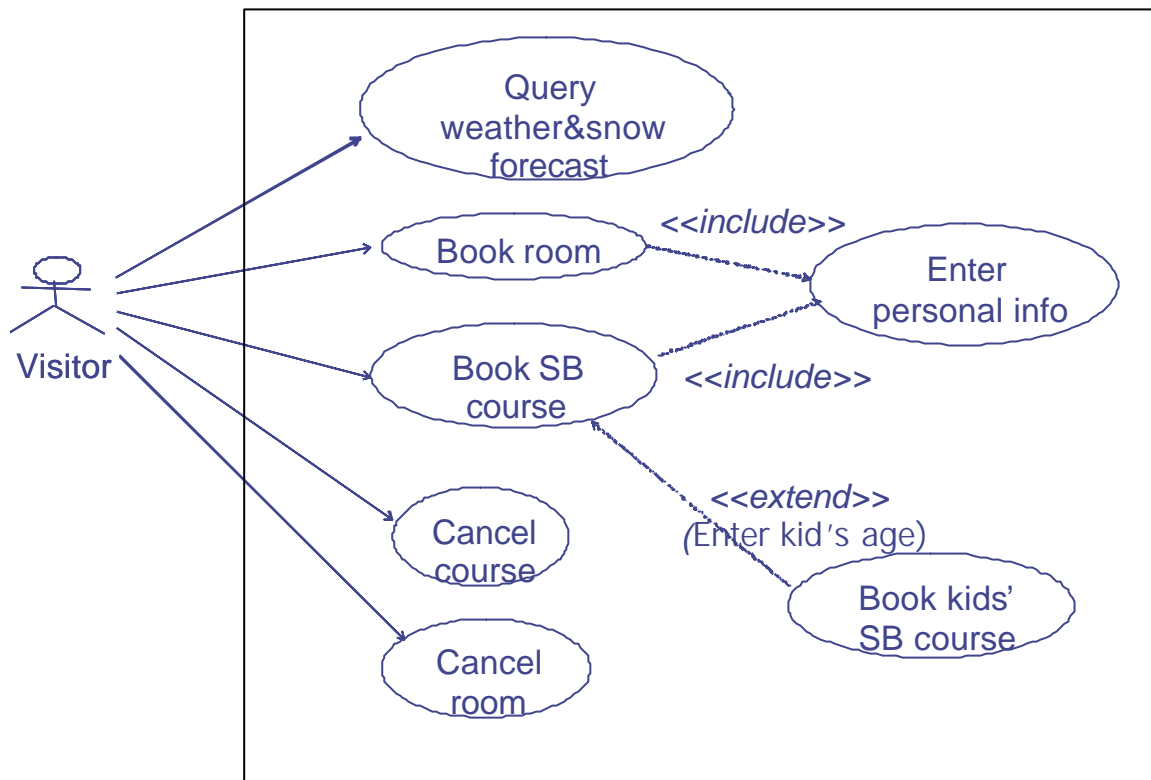 Query
weather&snow
forecast
<<include>>
Book room
Enter
personal info
Visitor
Book SB
course
<<include>>
<<extend>>
(Enter kid's age)
Cancel
course
Book kids’
SB course
Cancel
room